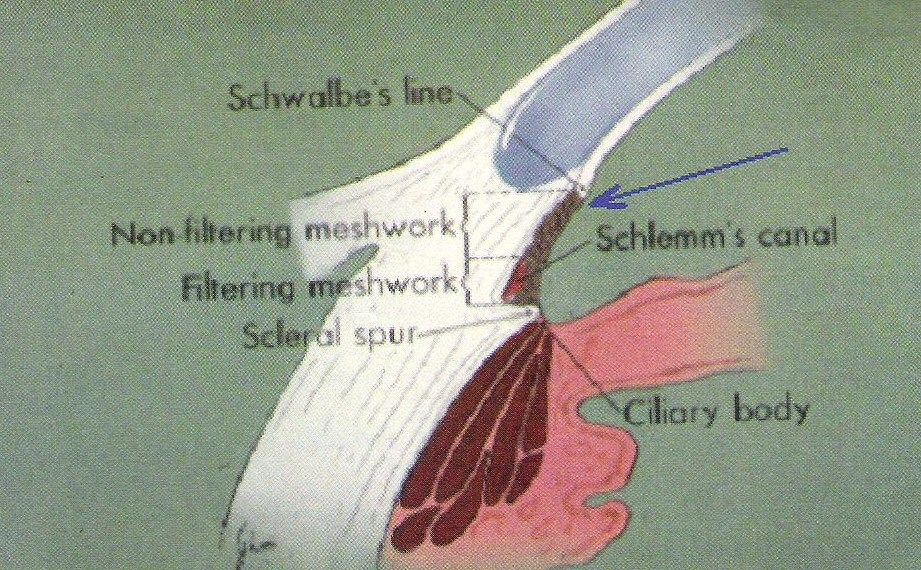 Schwalbe's line
Non filtering meshwork
Schlemm's canal
Filtering meshwork
Scleral spur
Ciliary body